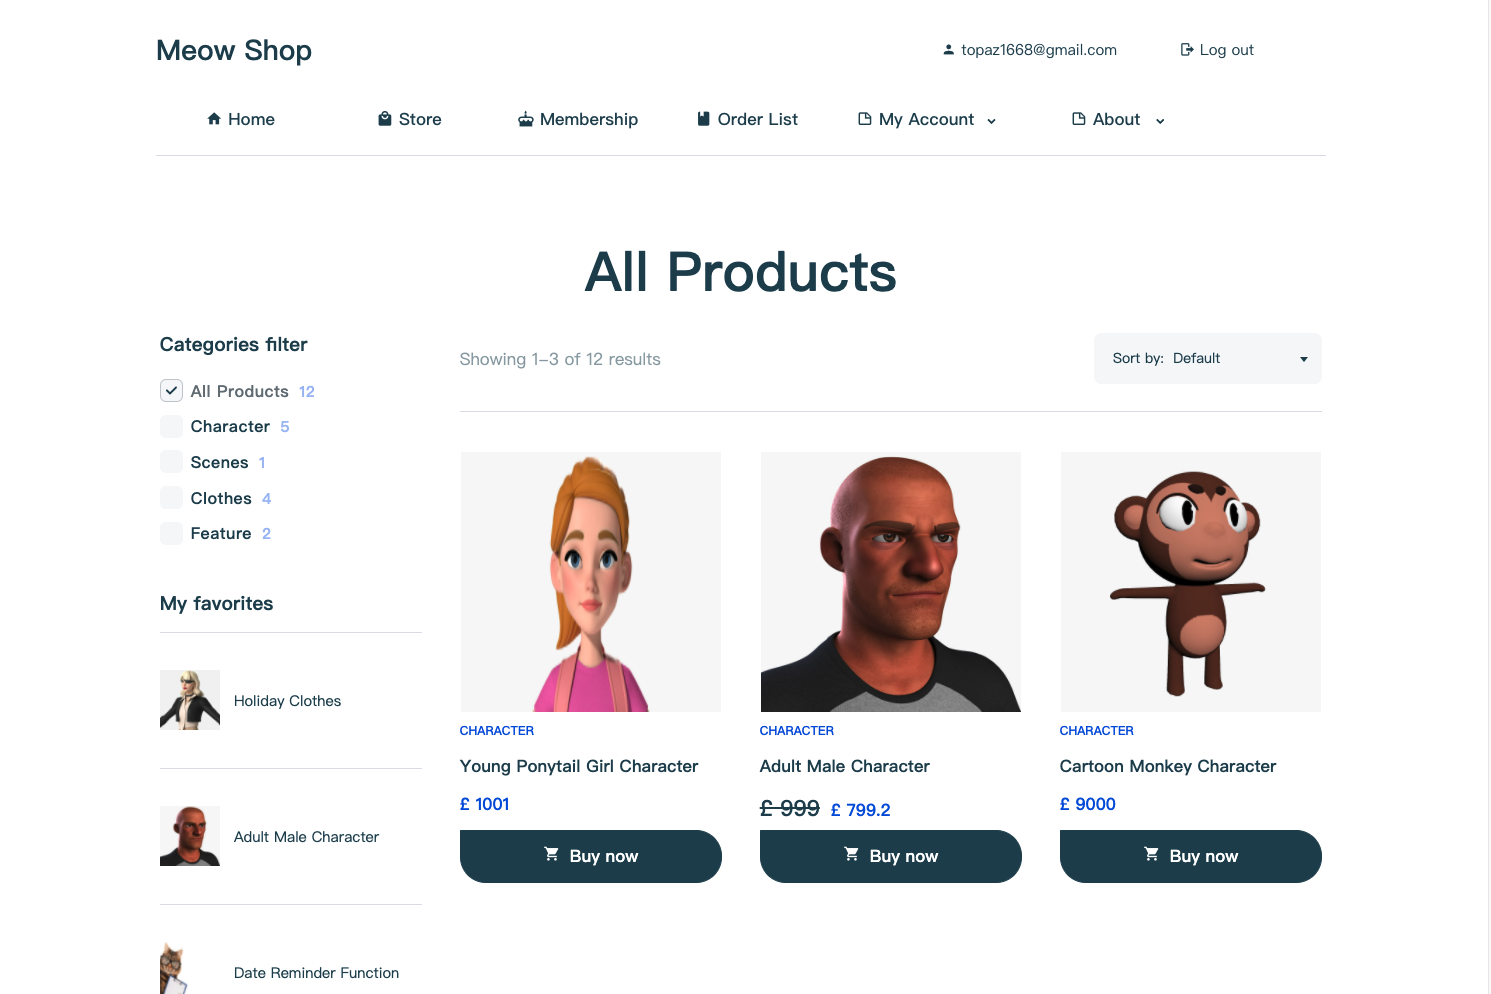 Meow Shop
topaz1668@gmail.com
Log out
Home
Store
Membership
Order List
My Account
About
All Products
Categories filter
All Products 12
Character 5
Scenes 1
Clothes 4
Feature 2
My favorites
Holiday Clothes
Adult Male Character
Date Reminder Function
Showing 1–3 of 12 results
Sort by: Default
CHARACTER
Young Ponytail Girl Character
£ 1001
Buy now
CHARACTER
Adult Male Character
£ 999 £ 799.2
Buy now
CHARACTER
Cartoon Monkey Character
£ 9000
Buy now